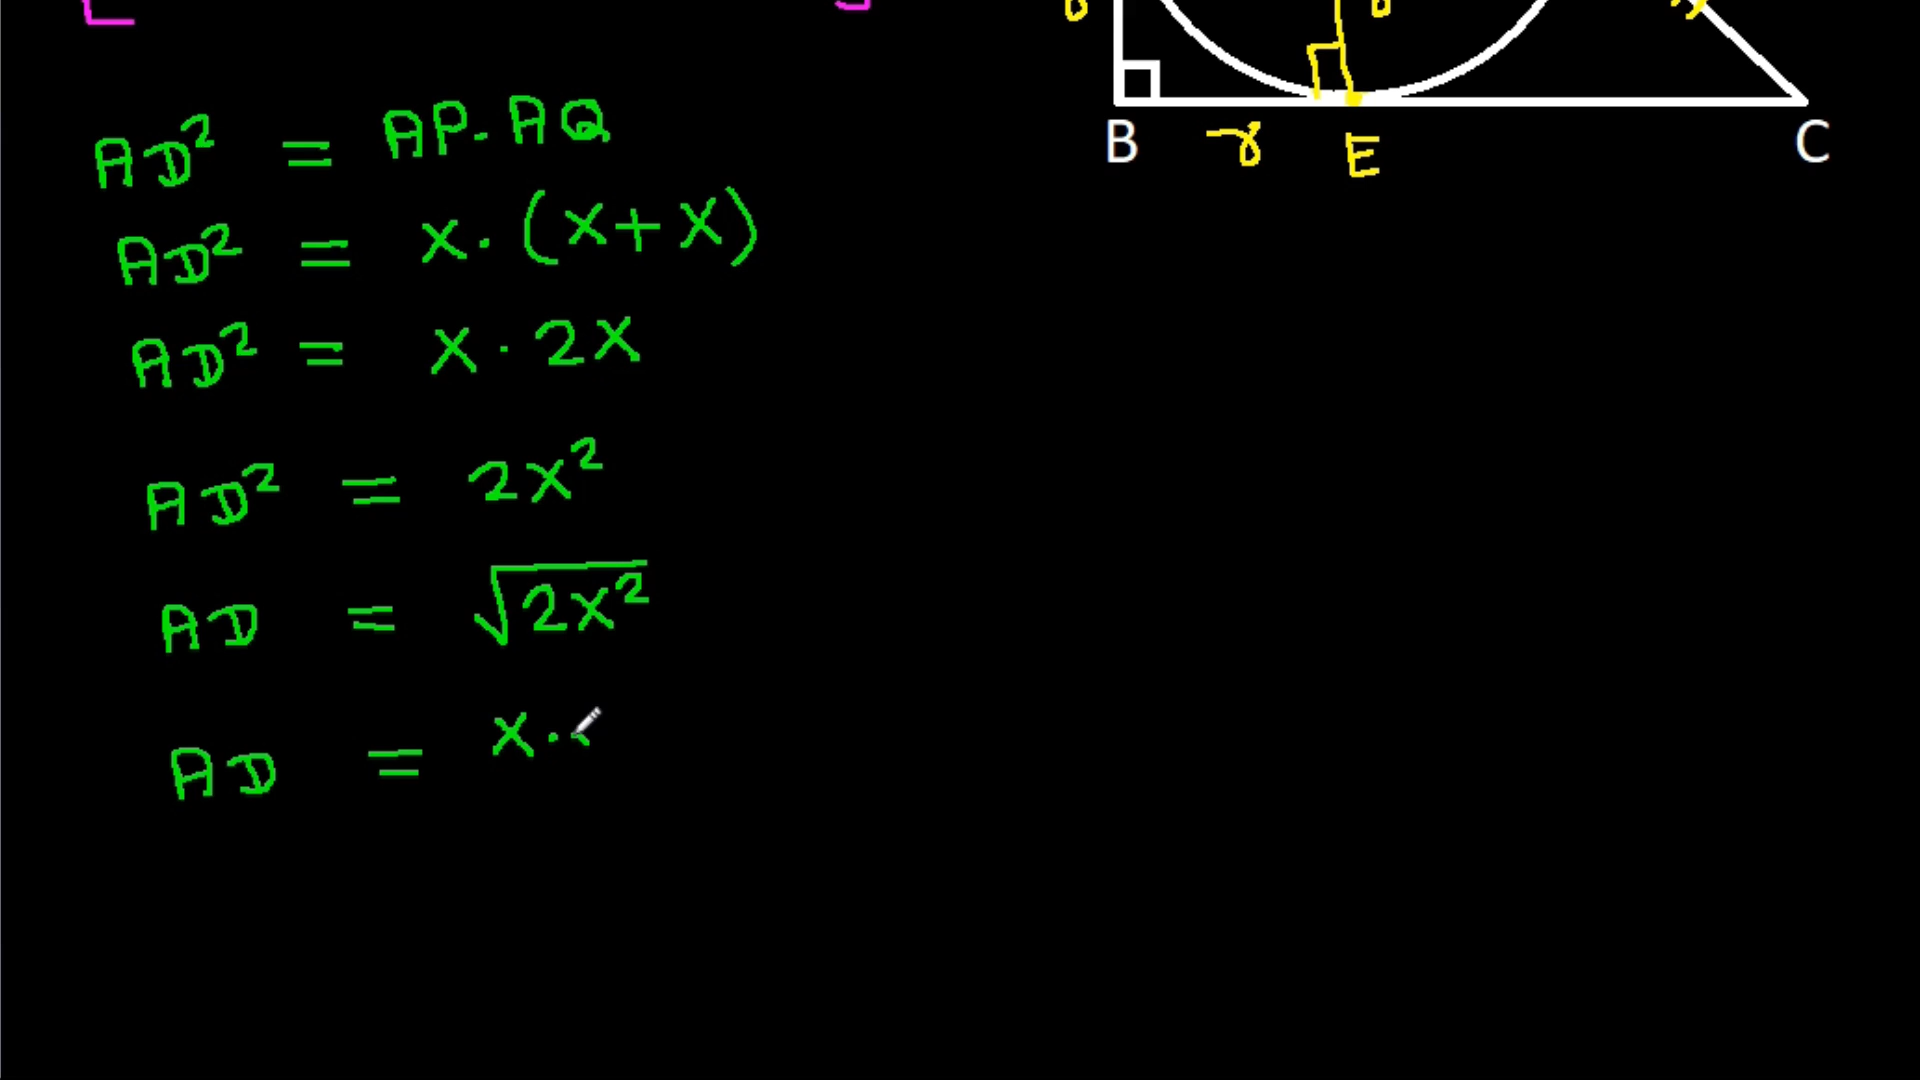 AD² = AP. AQ
AD² = x. (x+x)
AD² = x . 2x
AD² = 2x²
AD = √2x²
AD = x.
B r E C